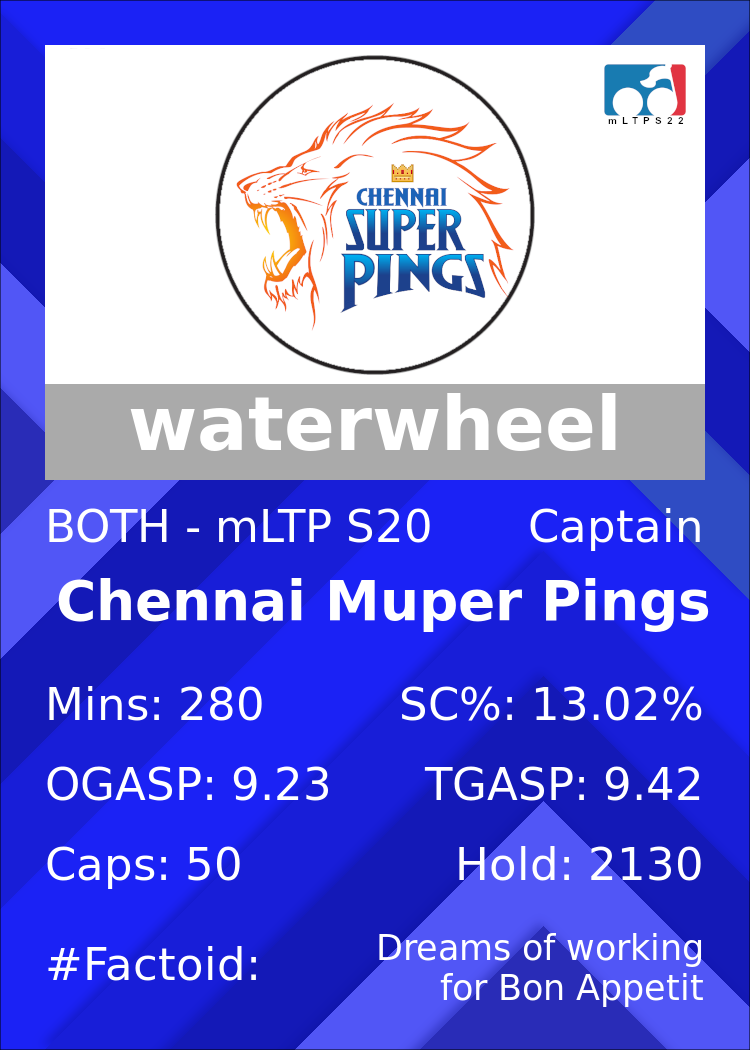 mLTPS22
CHENNAI
SUPER
PINGS
waterwheel
BOTH - mLTP S20 Captain
Chennai Muper Pings
Mins: 280 SC%: 13.02%
OGASP: 9.23 TGASP: 9.42
Caps: 50 Hold: 2130
#Factoid: Dreams of working
for Bon Appetit